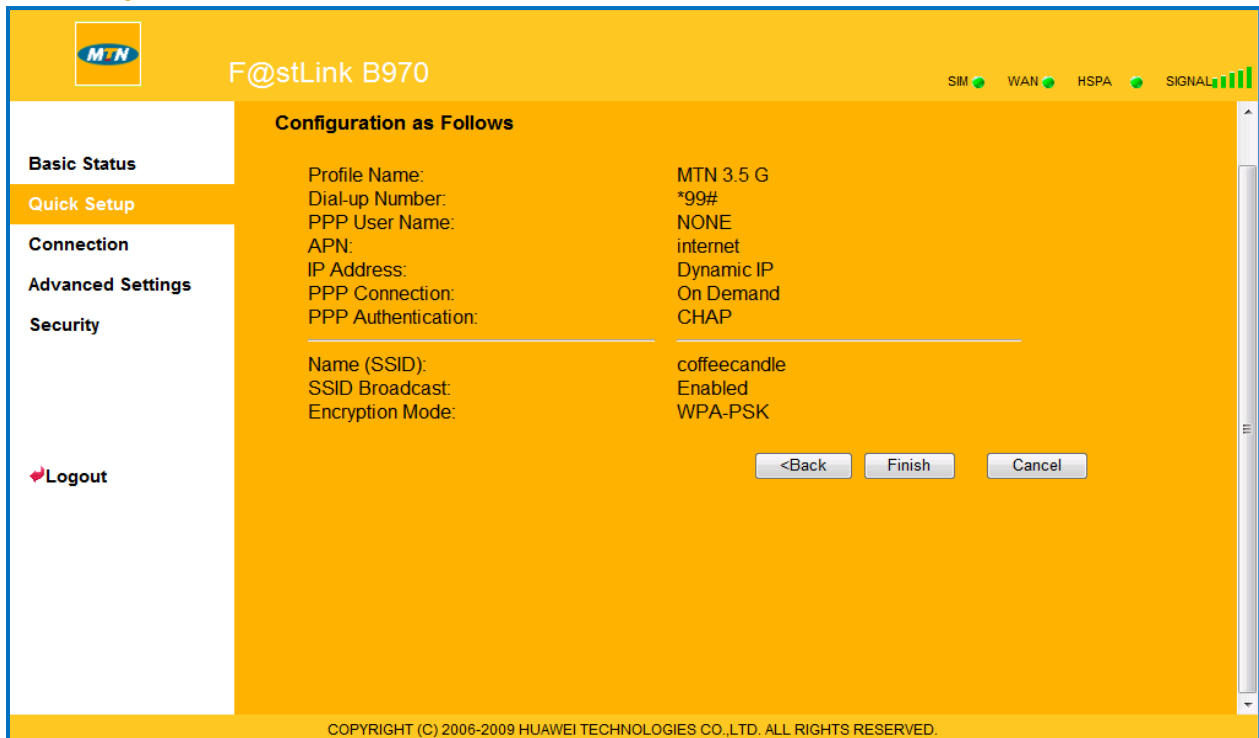 MTN
F@stLink B970
SIM WAN HSPA SIGNAL
Basic Status
Quick Setup
Connection
Advanced Settings
Security
Logout
Configuration as Follows
Profile Name: MTN 3.5 G
Dial-up Number: *99#
PPP User Name: NONE
APN: internet
IP Address: Dynamic IP
PPP Connection: On Demand
PPP Authentication: CHAP
Name (SSID): coffeecandle
SSID Broadcast: Enabled
Encryption Mode: WPA-PSK
<Back Finish Cancel
COPYRIGHT (C) 2006-2009 HUAWEI TECHNOLOGIES CO.,LTD. ALL RIGHTS RESERVED.